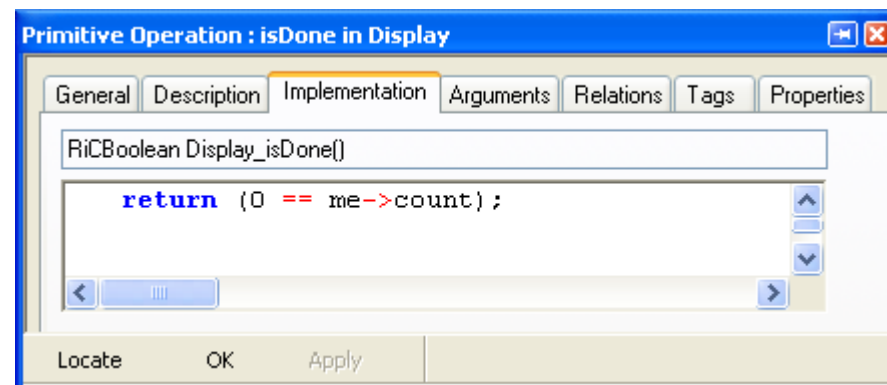 Primitive Operation : isDone in Display
General Description Implementation Arguments Relations Tags Properties
RiCBoolean Display_isDone()
return (0 == me->count);
Locate OK Apply